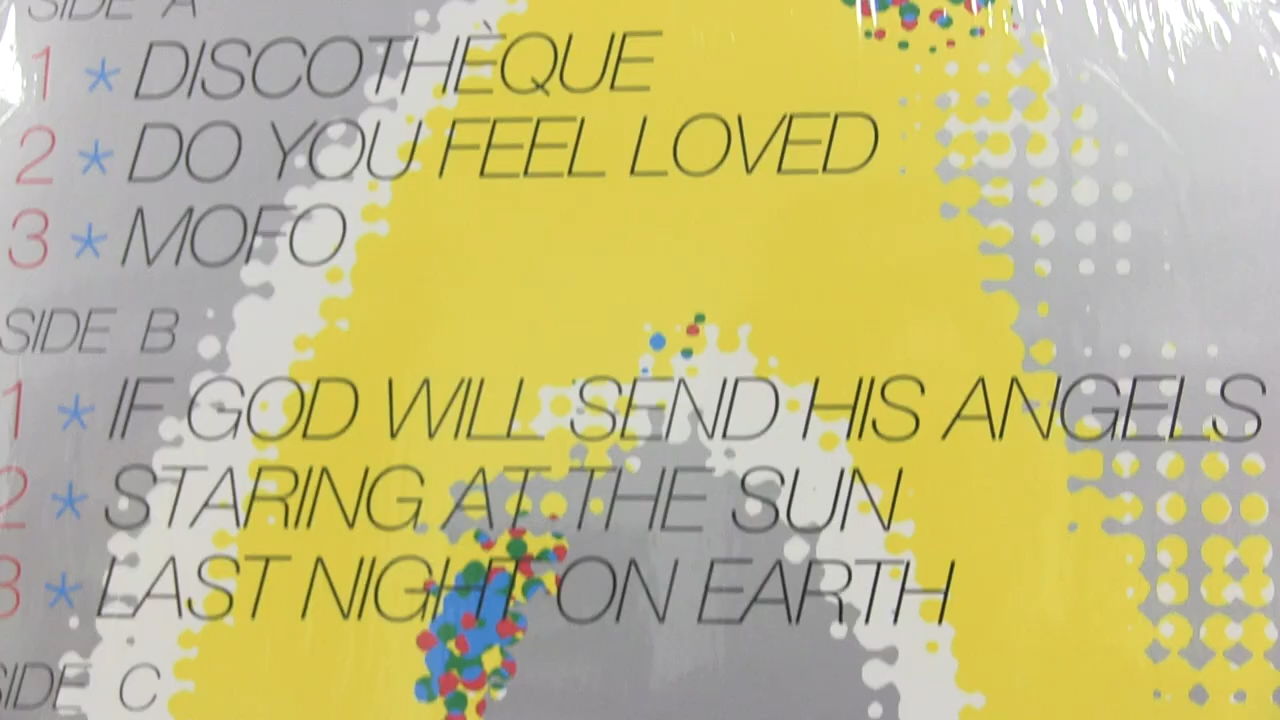 SIDE A
1 * DISCOTHÈQUE
2 * DO YOU FEEL LOVED
3 * MOFO
SIDE B
1 * IF GOD WILL SEND HIS ANGELS
2 * STARING AT THE SUN
3 * LAST NIGHT ON EARTH
SIDE C